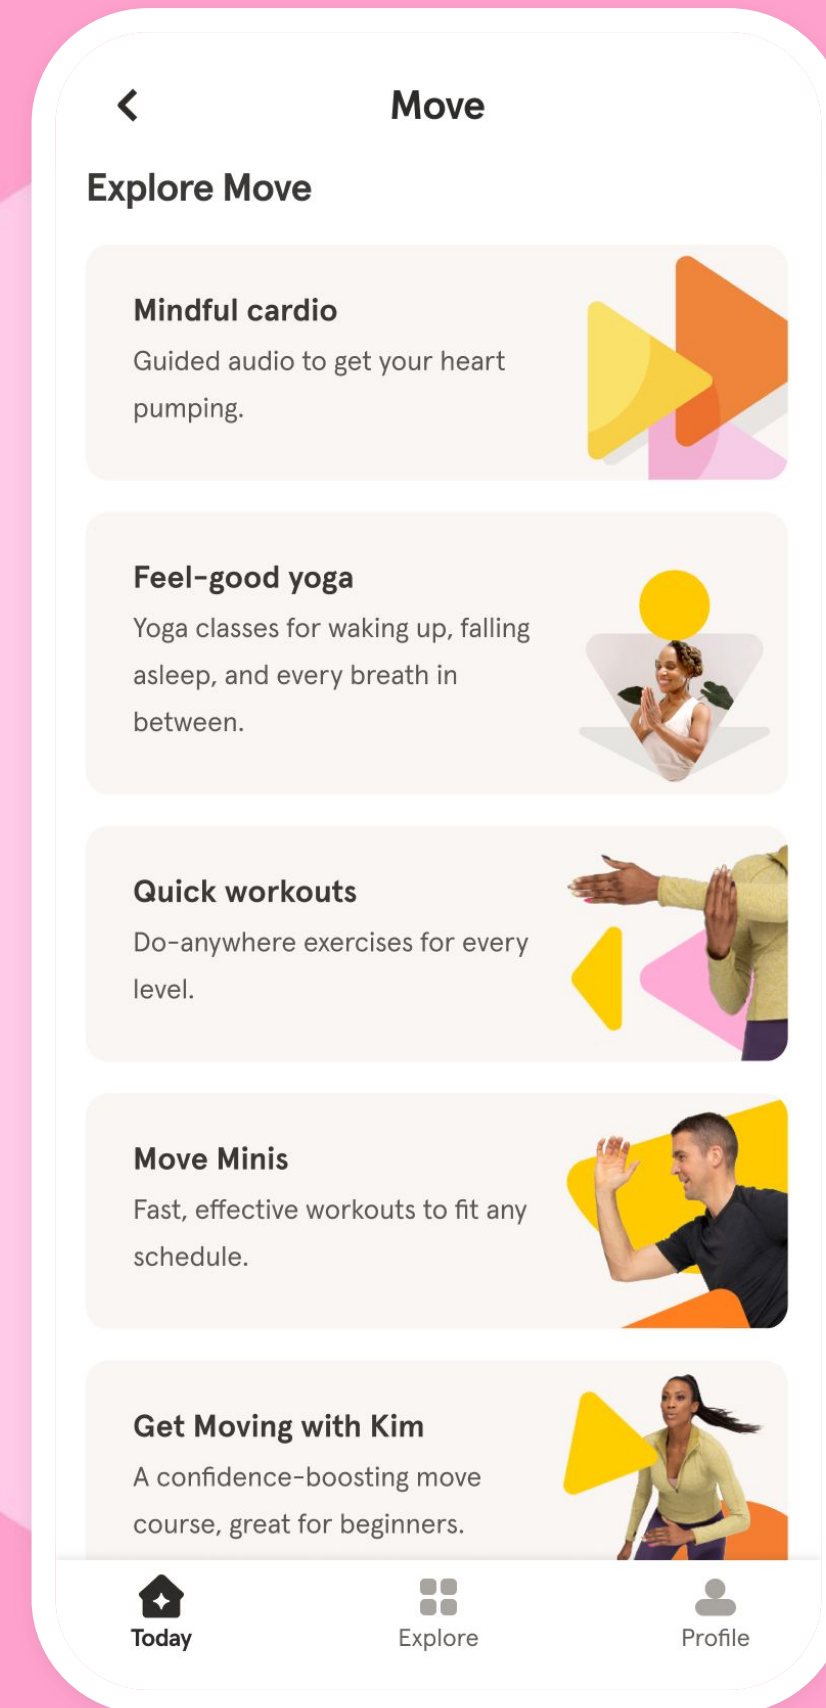 Move
Explore Move
Mindful cardio
Guided audio to get your heart
pumping.
Feel-good yoga
Yoga classes for waking up, falling
asleep, and every breath in
between.
Quick workouts
Do-anywhere exercises for every
level.
Move Minis
Fast, effective workouts to fit any
schedule.
Get Moving with Kim
A confidence-boosting move
course, great for beginners.
Today
Explore
Profile